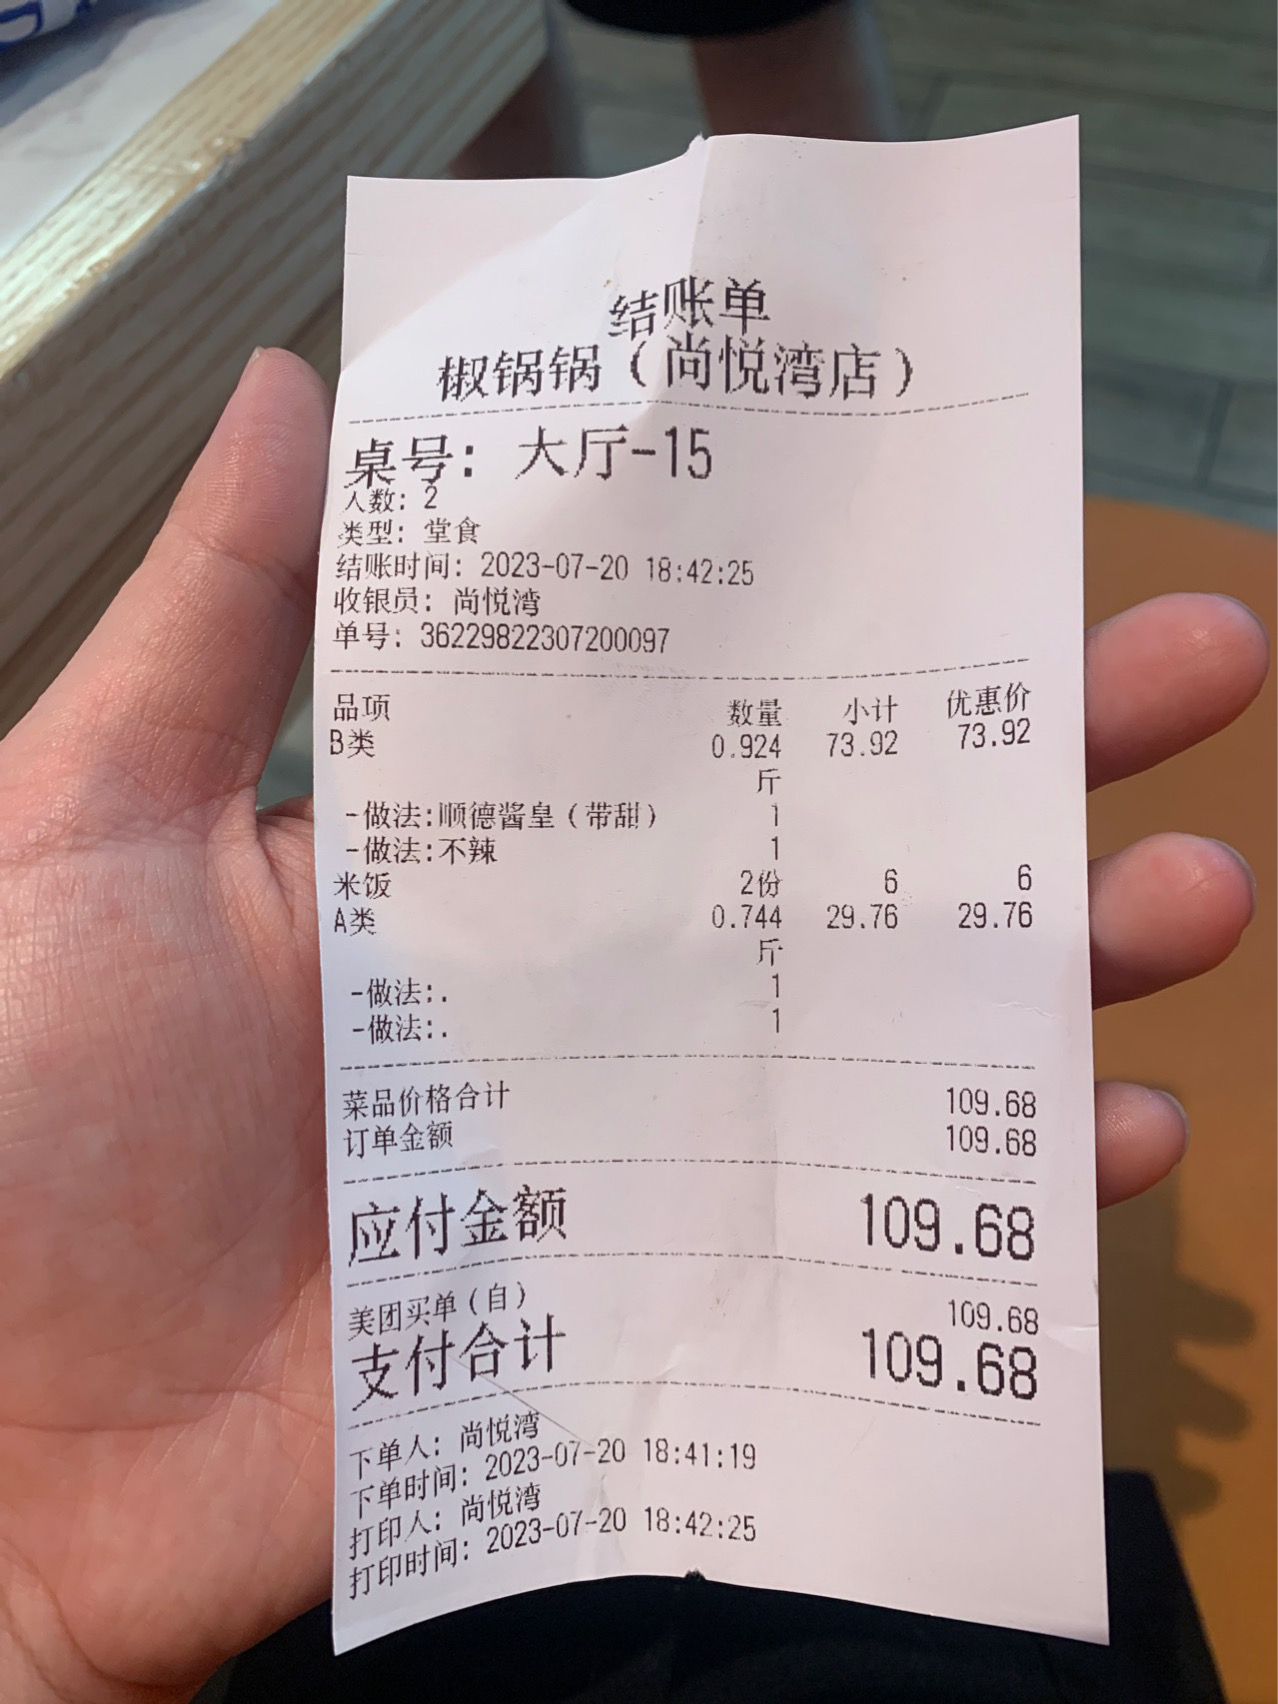 结账单
椒锅锅（尚悦湾店）
桌号: 大厅-15
人数: 2
类型: 堂食
结账时间: 2023-07-20 18:42:25
收银员: 尚悦湾
单号: 36229822307200097
品项 数量 小计 优惠价
B类 0.924 73.92 73.92
斤
-做法:顺德酱皇（带甜） 1
-做法:不辣 1
米饭 2份 6 6
A类 0.744 29.76 29.76
斤
-做法:. 1
-做法:. 1
菜品价格合计 109.68
订单金额 109.68
应付金额 109.68
美团买单（自） 109.68
支付合计 109.68
下单人: 尚悦湾
下单时间: 2023-07-20 18:41:19
打印人: 尚悦湾
打印时间: 2023-07-20 18:42:25